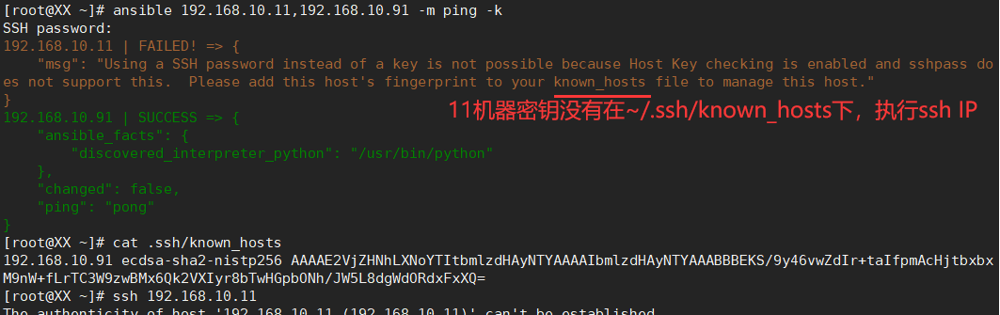 [root@XX ~]# ansible 192.168.10.11,192.168.10.91 -m ping -k
SSH password:
192.168.10.11 | FAILED! => {
    "msg": "Using a SSH password instead of a key is not possible because Host Key checking is enabled and sshpass do
es not support this.  Please add this host's fingerprint to your known_hosts file to manage this host."
}
11机器密钥没有在~/.ssh/known_hosts下，执行ssh IP
192.168.10.91 | SUCCESS => {
    "ansible_facts": {
        "discovered_interpreter_python": "/usr/bin/python"
    },
    "changed": false,
    "ping": "pong"
}
[root@XX ~]# cat .ssh/known_hosts
192.168.10.91 ecdsa-sha2-nistp256 AAAAE2VjZHNhLXNoYTItbmlzdHAyNTYAAAAIbmlzdHAyNTYAAABBBEKS/9y46vwZdIr+taIfpmAcHjtbxbx
M9nW+fLrTC3W9zwBMx6Qk2VXIyr8bTwHGpbONh/JW5L8dgWdORdxFxXQ=
[root@XX ~]# ssh 192.168.10.11
The authenticity of host '192.168.10.11 (192.168.10.11)' can't be established.